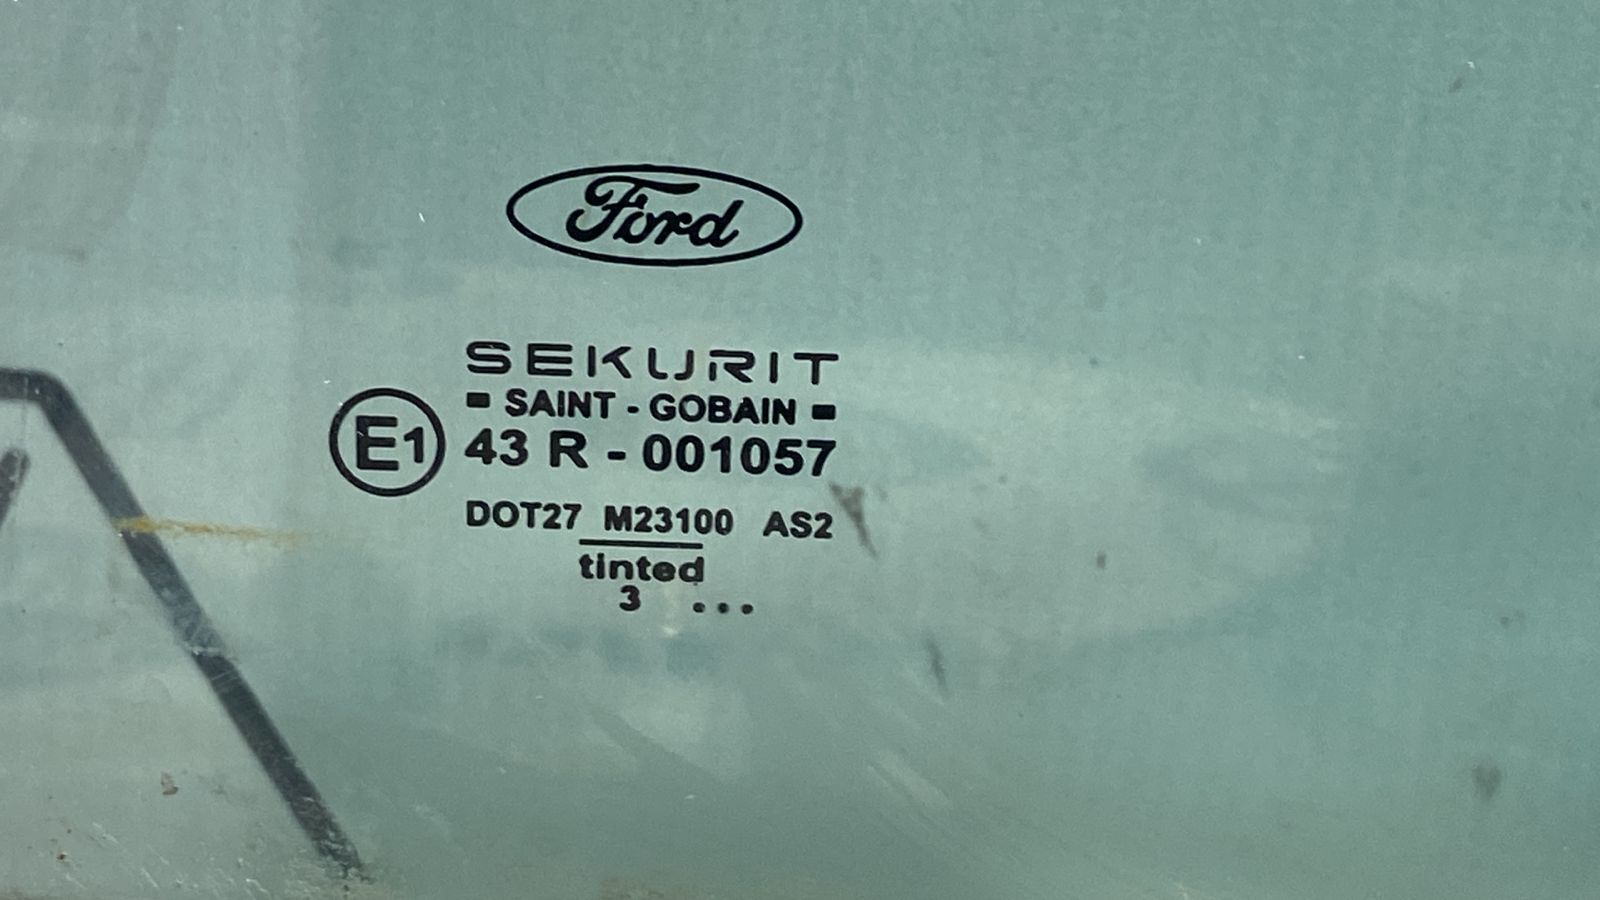 Ford
SEKURIT
SAINT - GOBAIN
E1
43 R - 001057
DOT27 M23100 AS2
tinted
3 ...